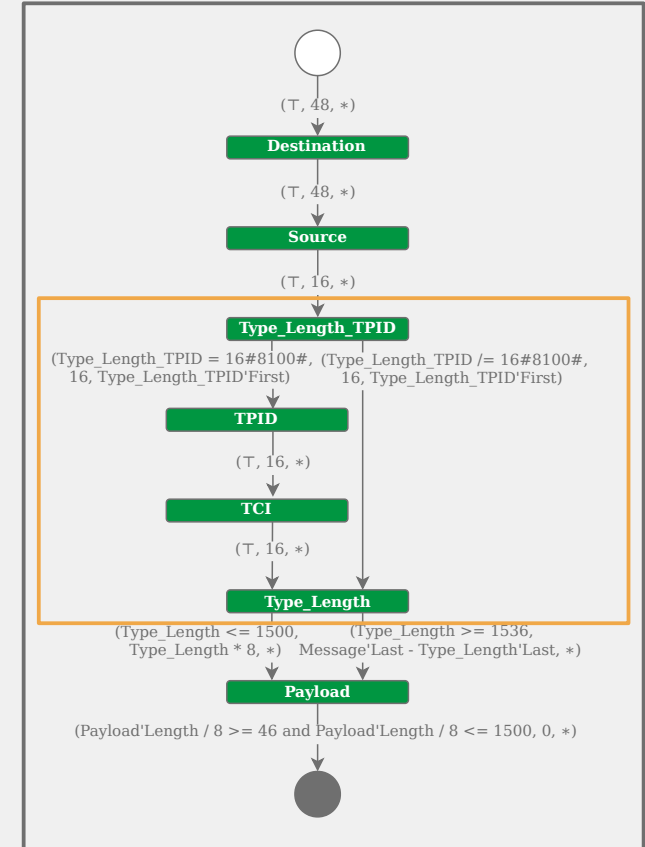 (⊤, 48, ∗)
Destination
(⊤, 48, ∗)
Source
(⊤, 16, ∗)
Type_Length_TPID
(Type_Length_TPID = 16#8100#,
16, Type_Length_TPID'First)
(Type_Length_TPID /= 16#8100#,
16, Type_Length_TPID'First)
TPID
(⊤, 16, ∗)
TCI
(⊤, 16, ∗)
Type_Length
(Type_Length <= 1500,
Type_Length * 8, ∗)
(Type_Length >= 1536,
Message'Last - Type_Length'Last, ∗)
Payload
(Payload'Length / 8 >= 46 and Payload'Length / 8 <= 1500, 0, ∗)